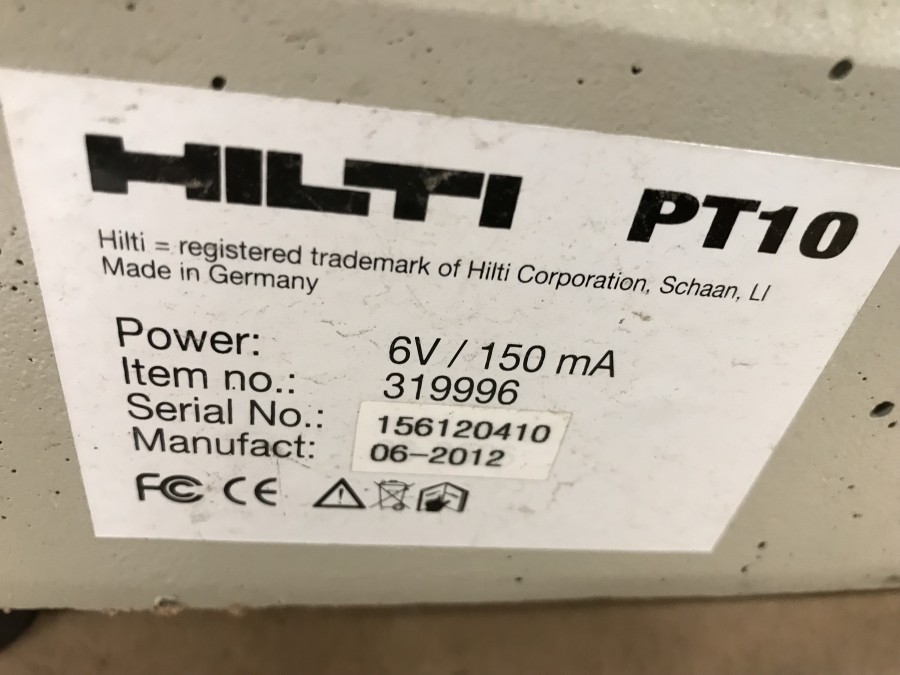 HILTI PT10
Hilti = registered trademark of Hilti Corporation, Schaan, LI
Made in Germany
Power: 6V / 150 mA
Item no.: 319996
Serial No.: 156120410
Manufact: 06-2012
FC CE